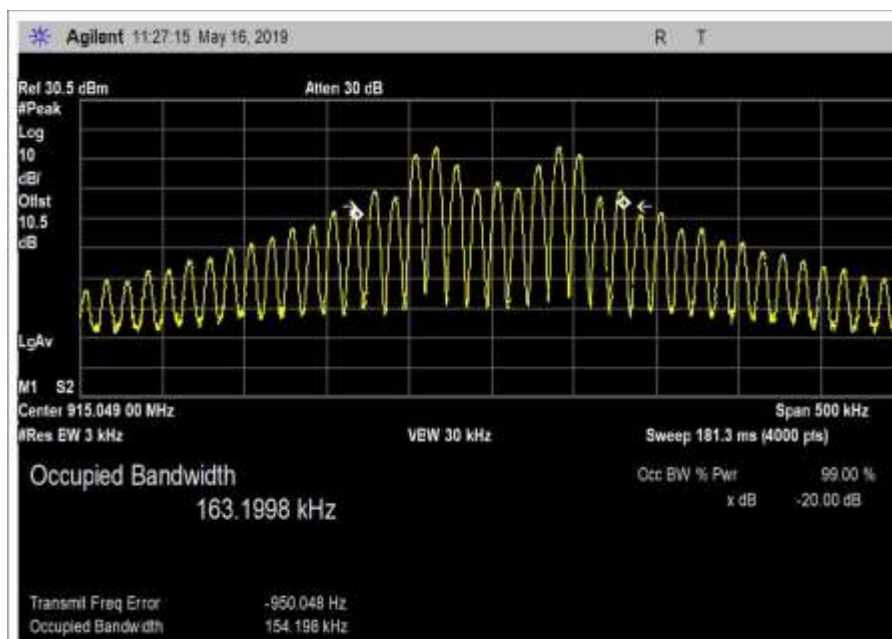 Agilent 11:27:15 May 16, 2019 R T
Ref 30.5 dBm Atten 30 dB
#Peak
Log
10
dB/
Offst
10.5
dB
LgAv
M1 S2
Center 915.049 00 MHz Span 500 kHz
#Res BW 3 kHz VBW 30 kHz Sweep 181.3 ms (4000 pts)
Occupied Bandwidth Occ BW % Pwr 99.00 %
163.1998 kHz x dB -20.00 dB
Transmit Freq Error -950.048 Hz
Occupied Bandwidth 154.198 kHz